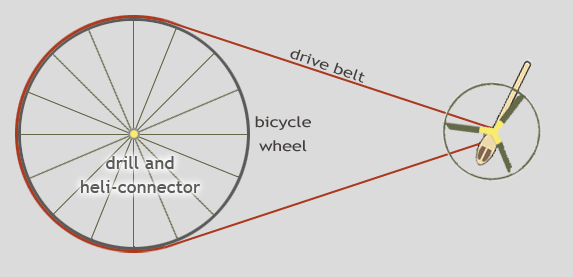 drive belt
bicycle
wheel
drill and
heli-connector